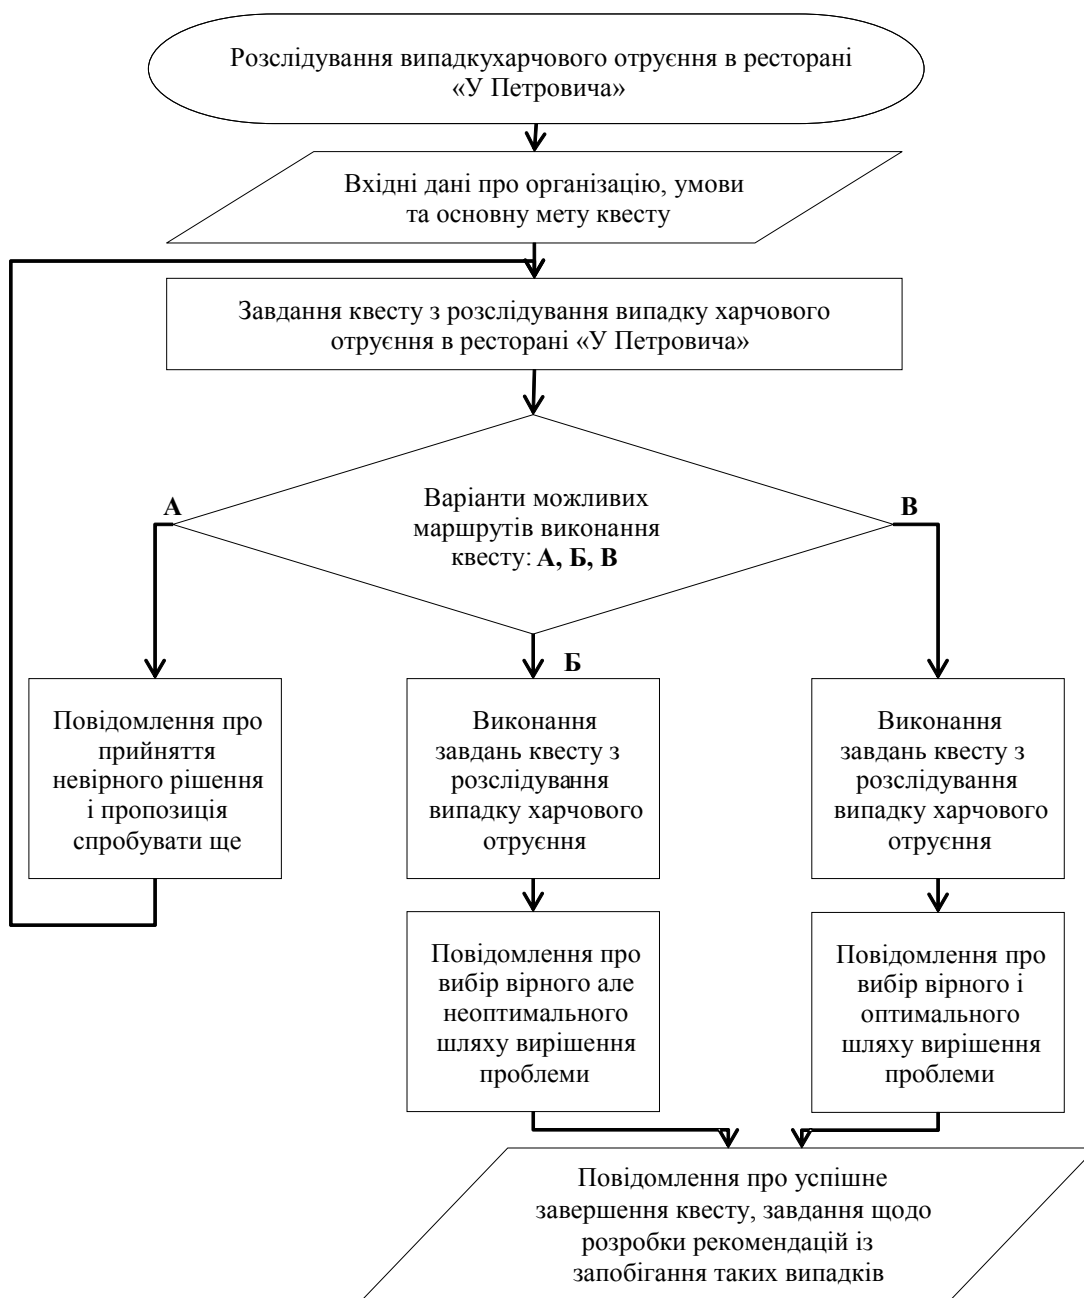 Розслідування випадкухарчового отруєння в ресторані
«У Петровича»
Вхідні дані про організацію, умови
та основну мету квесту
Завдання квесту з розслідування випадку харчового
отруєння в ресторані «У Петровича»
А
Варіанти можливих
маршрутів виконання
квесту: А, Б, В
В
Б
Повідомлення про
прийняття
невірного рішення
і пропозиція
спробувати ще
Виконання
завдань квесту з
розслідування
випадку харчового
отруєння
Виконання
завдань квесту з
розслідування
випадку харчового
отруєння
Повідомлення про
вибір вірного але
неоптимального
шляху вирішення
проблеми
Повідомлення про
вибір вірного і
оптимального
шляху вирішення
проблеми
Повідомлення про успішне
завершення квесту, завдання щодо
розробки рекомендацій із
запобігання таких випадків